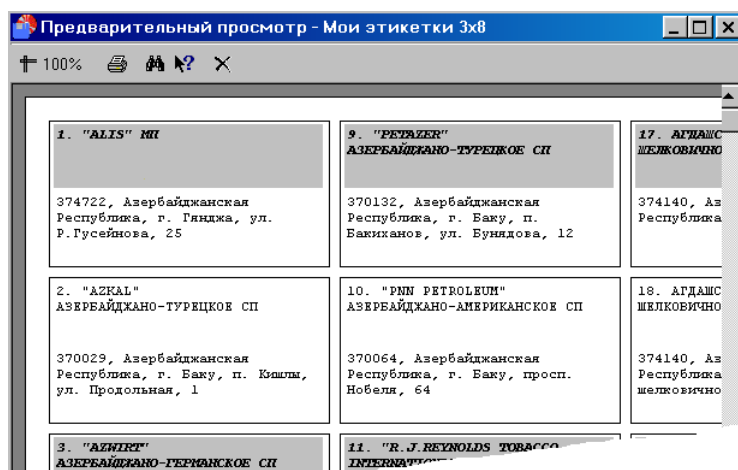 Предварительный просмотр - Мои этикетки 3x8
100%
1. "ALIS" МП
374722, Азербайджанская
Республика, г. Гянджа, ул.
Р.Гусейнова, 25
9. "PETAZER"
АЗЕРБАЙДЖАНО-ТУРЕЦКОЕ СП
370132, Азербайджанская
Республика, г. Баку, п.
Бакиханов, ул. Бунядова, 12
17. АГДАШС
ШЕЛКОВИЧНО
374140, Аз
Республика
2. "AZKAL"
АЗЕРБАЙДЖАНО-ТУРЕЦКОЕ СП
370029, Азербайджанская
Республика, г. Баку, п. Кишлы,
ул. Продольная, 1
10. "PNN PETROLEUM"
АЗЕРБАЙДЖАНО-АМЕРИКАНСКОЕ СП
370064, Азербайджанская
Республика, г. Баку, просп.
Нобеля, 64
18. АГДАШС
ШЕЛКОВИЧНО
374140, Аз
Республика
шелковично
3. "AZWIRT"
АЗЕРБАЙДЖАНО-ГЕРМАНСКОЕ СП
11. "R.J.REYNOLDS TOBACCO